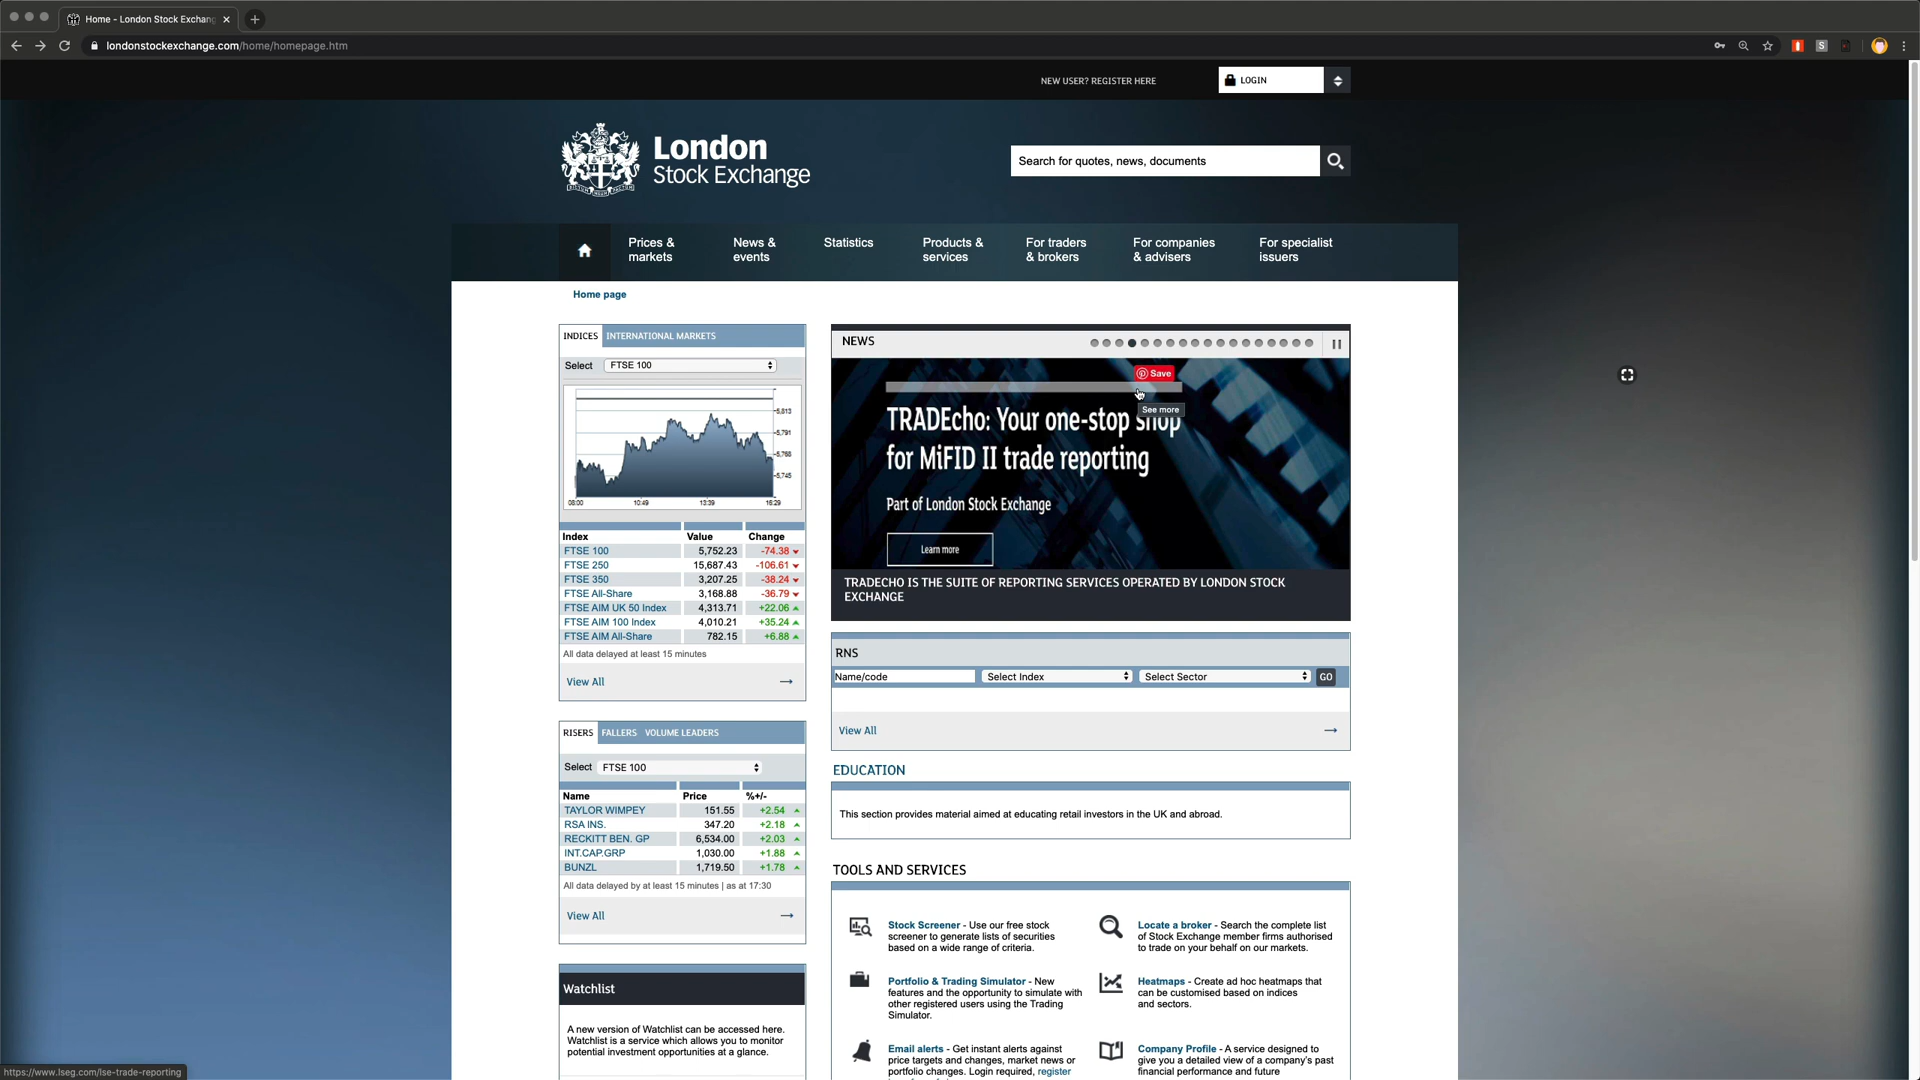 Home - London Stock Exchang
londonstockexchange.com/home/homepage.htm
NEW USER? REGISTER HERE
LOGIN
London
Stock Exchange
Search for quotes, news, documents
Prices &
markets
News &
events
Statistics
Products &
services
For traders
& brokers
For companies
& advisers
For specialist
issuers
Home page
INDICES INTERNATIONAL MARKETS
Select FTSE 100
5,813
5,791
5,768
5,745
08:00 10:49 13:39 16:29
Index Value Change
FTSE 100 5,752.23 -74.38
FTSE 250 15,687.43 -106.61
FTSE 350 3,207.25 -38.24
FTSE All-Share 3,168.88 -36.79
FTSE AIM UK 50 Index 4,313.71 +22.06
FTSE AIM 100 Index 4,010.21 +35.24
FTSE AIM All-Share 782.15 +6.88
All data delayed at least 15 minutes
View All
RISERS FALLERS VOLUME LEADERS
Select FTSE 100
Name Price %+/-
TAYLOR WIMPEY 151.55 +2.54
RSA INS. 347.20 +2.18
RECKITT BEN. GP 6,534.00 +2.03
INT.CAP.GRP 1,030.00 +1.88
BUNZL 1,719.50 +1.78
All data delayed by at least 15 minutes | as at 17:30
View All
Watchlist
A new version of Watchlist can be accessed here.
Watchlist is a service which allows you to monitor
potential investment opportunities at a glance.
NEWS
Save
See more
TRADEcho: Your one-stop shop
for MiFID II trade reporting
Part of London Stock Exchange
Learn more
TRADECHO IS THE SUITE OF REPORTING SERVICES OPERATED BY LONDON STOCK
EXCHANGE
RNS
Name/code Select Index Select Sector GO
View All
EDUCATION
This section provides material aimed at educating retail investors in the UK and abroad.
TOOLS AND SERVICES
Stock Screener - Use our free stock
screener to generate lists of securities
based on a wide range of criteria.
Locate a broker - Search the complete list
of Stock Exchange member firms authorised
to trade on your behalf on our markets.
Portfolio & Trading Simulator - New
features and the opportunity to simulate with
other registered users using the Trading
Simulator.
Heatmaps - Create ad hoc heatmaps that
can be customised based on indices
and sectors.
Email alerts - Get instant alerts against
price targets and changes, market news or
portfolio changes. Login required, register
Company Profile - A service designed to
give you a detailed view of a company's past
financial performance and future
https://www.lseg.com/lse-trade-reporting